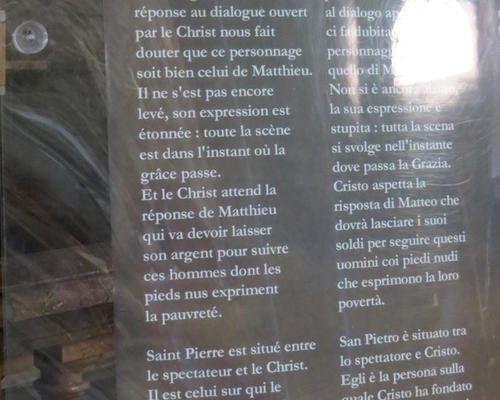 réponse au dialogue ouvert
par le Christ nous fait
douter que ce personnage
soit bien celui de Matthieu.
Il ne s'est pas encore
levé, son expression est
étonnée : toute la scène
est dans l'instant où la
grâce passe.
Et le Christ attend la
réponse de Matthieu
qui va devoir laisser
son argent pour suivre
ces hommes dont les
pieds nus expriment
la pauvreté.
Saint Pierre est situé entre
le spectateur et le Christ.
Il est celui sur qui le
al dialogo
ci fa dubita
personaggi
quello di M
Non si è ancora alzato,
la sua espressione è
stupita : tutta la scena
si svolge nell'instante
dove passa la Grazia.
Cristo aspetta la
risposta di Matteo che
dovrà lasciare i suoi
soldi per seguire questi
uomini coi piedi nudi
che esprimono la loro
povertà.
San Pietro è situato tra
lo spettatore e Cristo.
Egli è la persona sulla
quale Cristo ha fondato